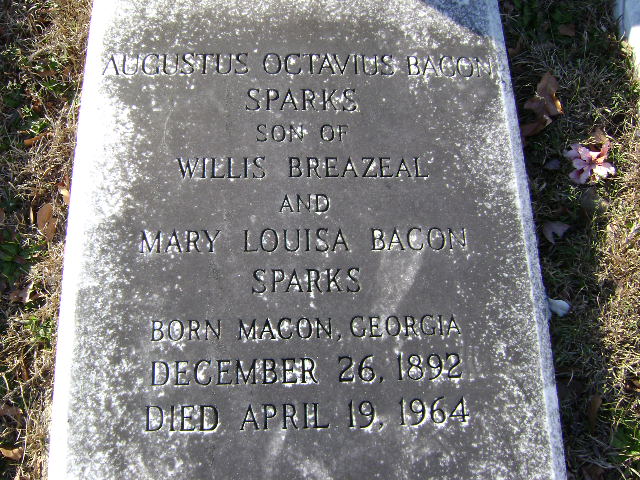 AUGUSTUS OCTAVIUS BACON
SPARKS
SON OF
WILLIS BREAZEAL
AND
MARY LOUISA BACON
SPARKS
BORN MACON, GEORGIA
DECEMBER 26, 1892
DIED APRIL 19, 1964